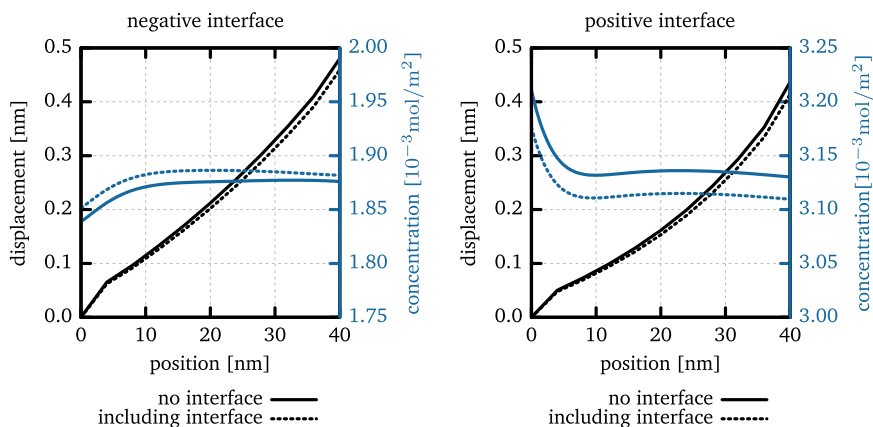 negative interface
0.5
0.4
0.3
0.2
0.1
0.0
displacement [nm]
2.00
1.95
1.90
1.85
1.80
1.75
concentration [10⁻³mol/m²]
0 10 20 30 40
position [nm]
no interface
including interface
positive interface
0.5
0.4
0.3
0.2
0.1
0.0
displacement [nm]
3.25
3.20
3.15
3.10
3.05
3.00
concentration[10⁻³mol/m²]
0 10 20 30 40
position [nm]
no interface
including interface